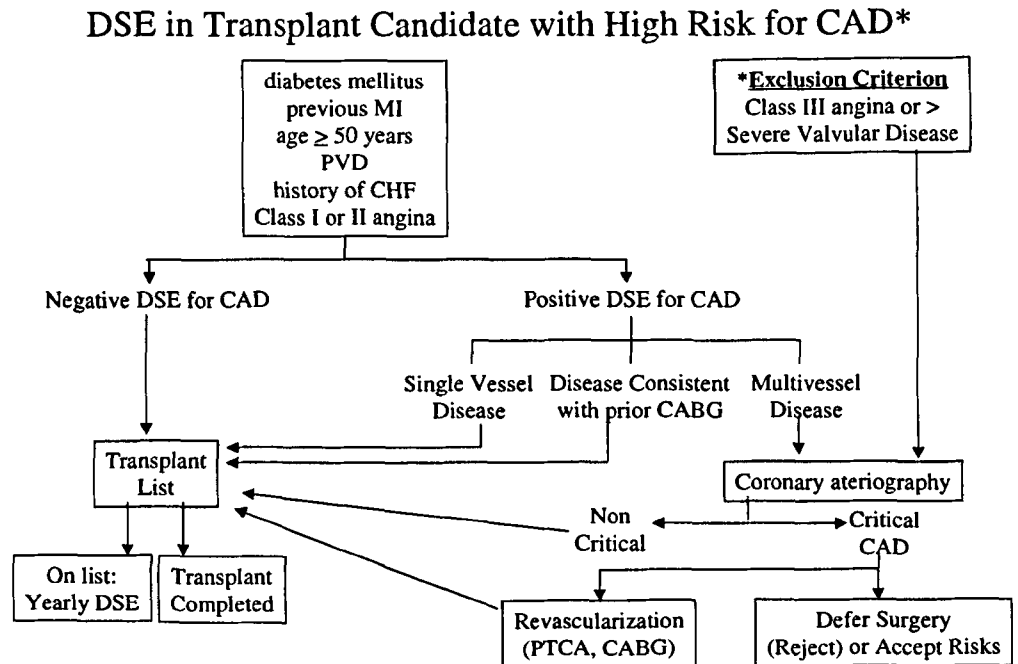 DSE in Transplant Candidate with High Risk for CAD*
diabetes mellitus
previous MI
age ≥ 50 years
PVD
history of CHF
Class I or II angina
*Exclusion Criterion
Class III angina or >
Severe Valvular Disease
Negative DSE for CAD
Positive DSE for CAD
Single Vessel
Disease
Disease Consistent
with prior CABG
Multivessel
Disease
Transplant
List
Coronary ateriography
Non
Critical
Critical
CAD
On list:
Yearly DSE
Transplant
Completed
Revascularization
(PTCA, CABG)
Defer Surgery
(Reject) or Accept Risks